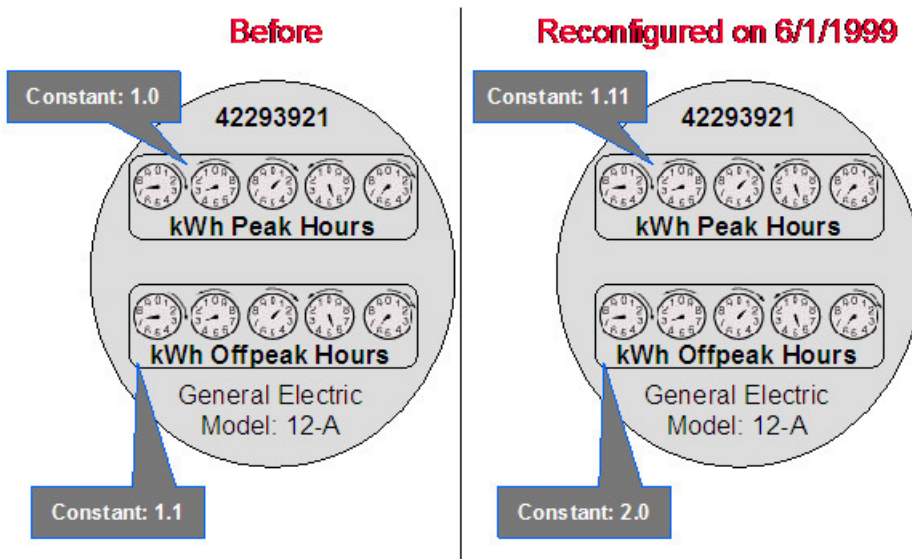 Before
Constant: 1.0
42293921
kWh Peak Hours
kWh Offpeak Hours
General Electric
Model: 12-A
Constant: 1.1
Reconfigured on 6/1/1999
Constant: 1.11
42293921
kWh Peak Hours
kWh Offpeak Hours
General Electric
Model: 12-A
Constant: 2.0